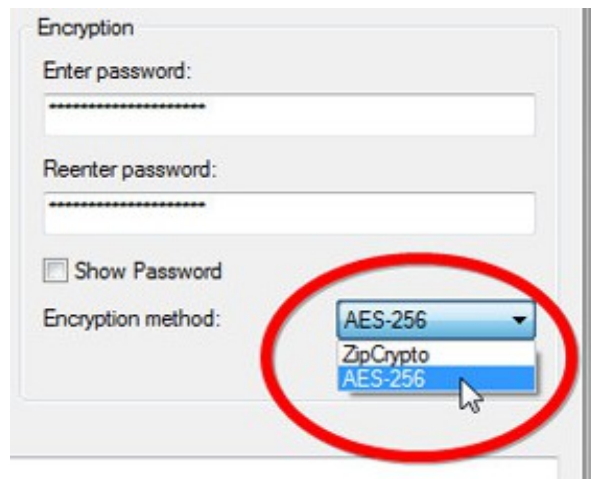 Encryption
Enter password:
********************
Reenter password:
********************
Show Password
Encryption method:
AES-256
ZipCrypto
AES-256